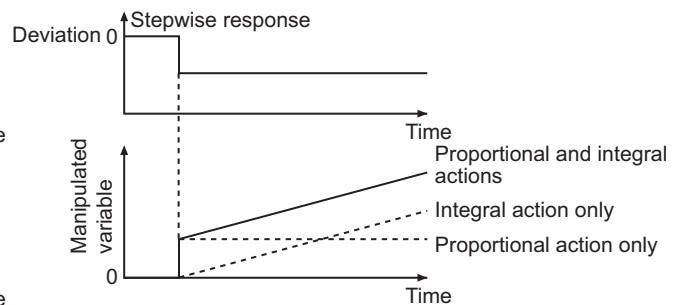 Stepwise response
Deviation 0
Time
e
Manipulated
variable
Proportional and integral
actions
Integral action only
Proportional action only
0
Time
e